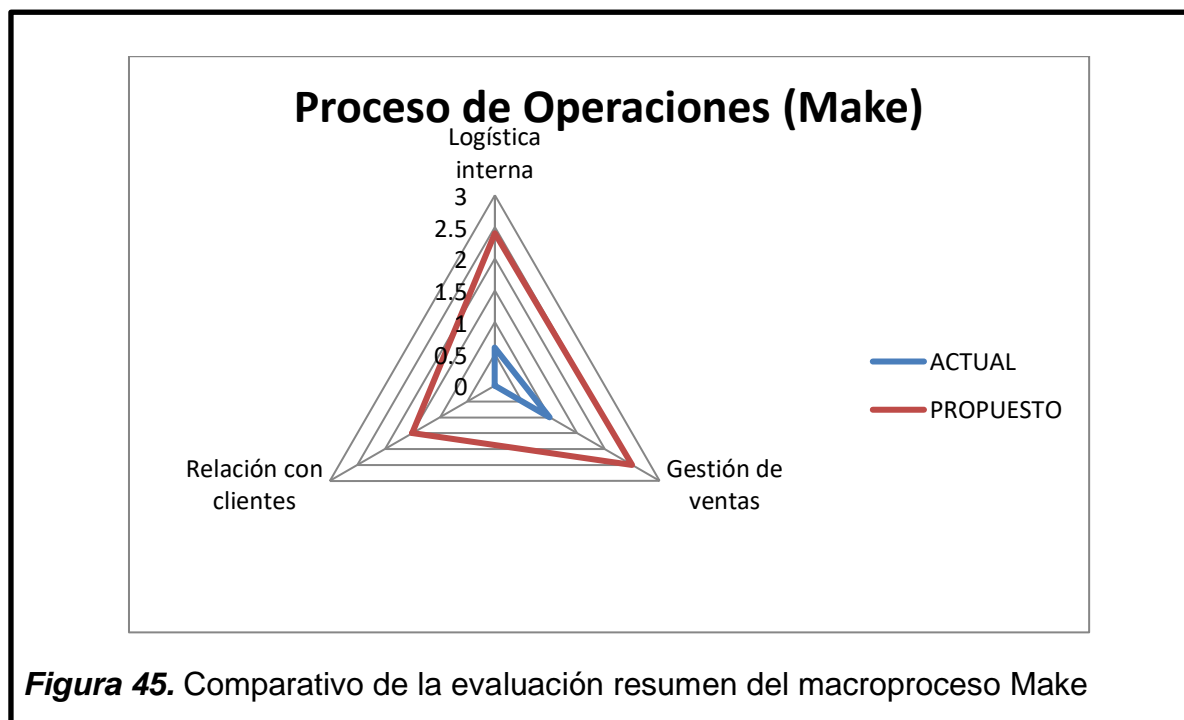 Proceso de Operaciones (Make)
Logística
interna
3
2.5
2
1.5
1
0.5
0
ACTUAL
PROPUESTO
Relación con
clientes
Gestión de
ventas
Figura 45. Comparativo de la evaluación resumen del macroproceso Make